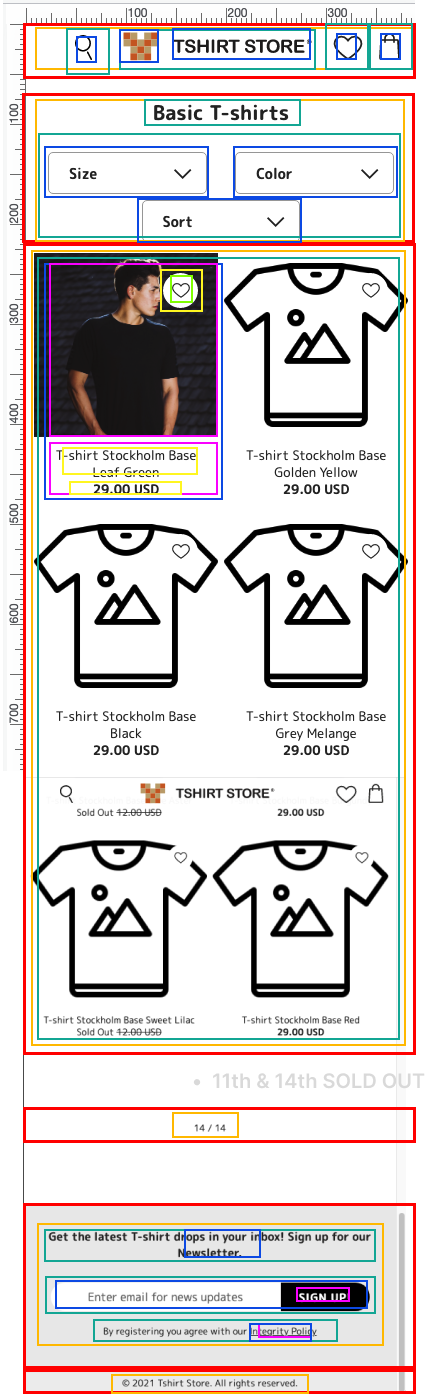 100 200 300
TSHIRT STORE®
100
Basic T-shirts
Size Color
Sort
200
300
400
T-shirt Stockholm Base Leaf Green
29.00 USD
T-shirt Stockholm Base Golden Yellow
29.00 USD
500
600
700
T-shirt Stockholm Base Black
29.00 USD
T-shirt Stockholm Base Grey Melange
29.00 USD
TSHIRT STORE®
Sold Out 12.00 USD
29.00 USD
T-shirt Stockholm Base Sweet Lilac
Sold Out 12.00 USD
T-shirt Stockholm Base Red
29.00 USD
• 11th & 14th SOLD OUT
14 / 14
Get the latest T-shirt drops in your inbox! Sign up for our
Newsletter.
Enter email for news updates SIGN UP
By registering you agree with our Integrity Policy
© 2021 Tshirt Store. All rights reserved.